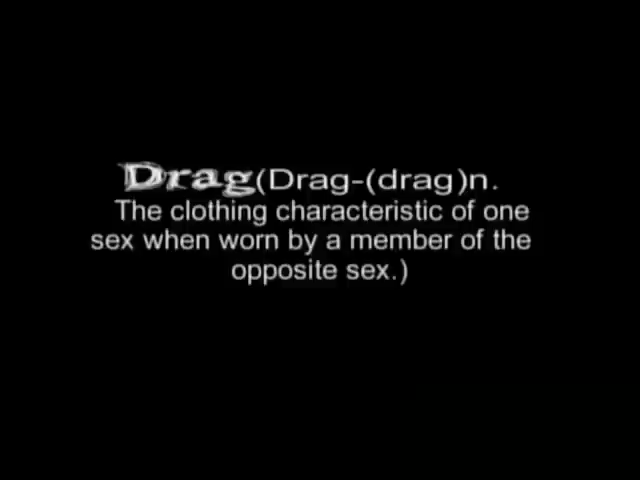 Drag(Drag-(drag)n.
The clothing characteristic of one
sex when worn by a member of the
opposite sex.)